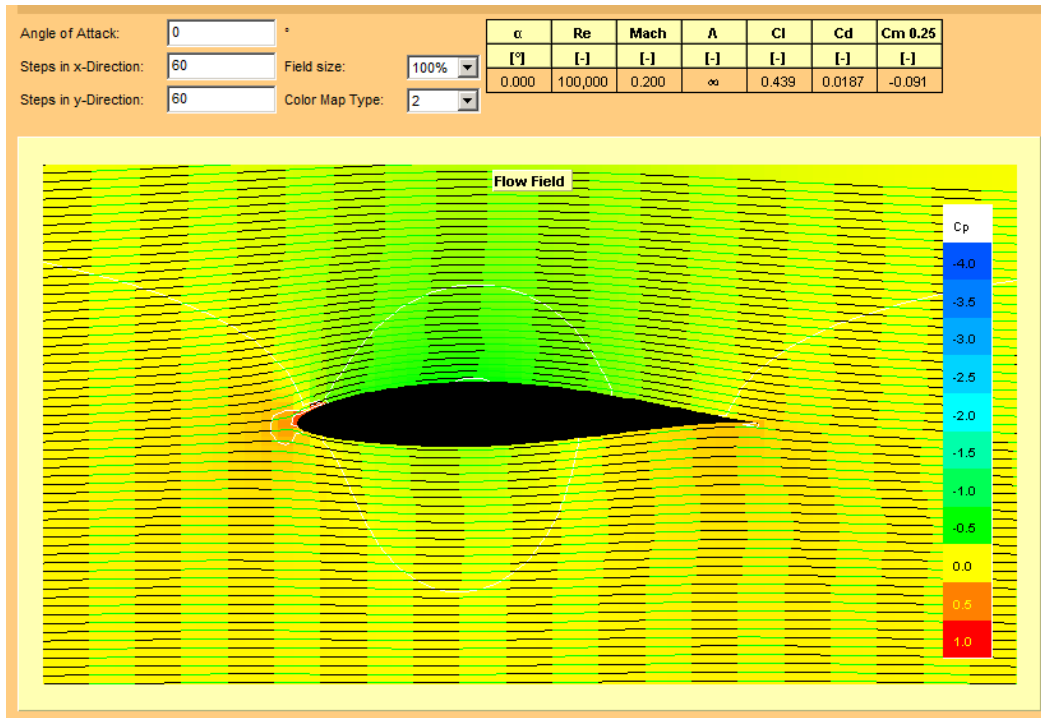 Angle of Attack: 0 °
Steps in x-Direction: 60 Field size: 100%
Steps in y-Direction: 60 Color Map Type: 2
α Re Mach Λ Cl Cd Cm 0.25
[°] [-] [-] [-] [-] [-] [-]
0.000 100,000 0.200 ∞ 0.439 0.0187 -0.091
Flow Field
Cp
-4.0
-3.5
-3.0
-2.5
-2.0
-1.5
-1.0
-0.5
0.0
0.5
1.0